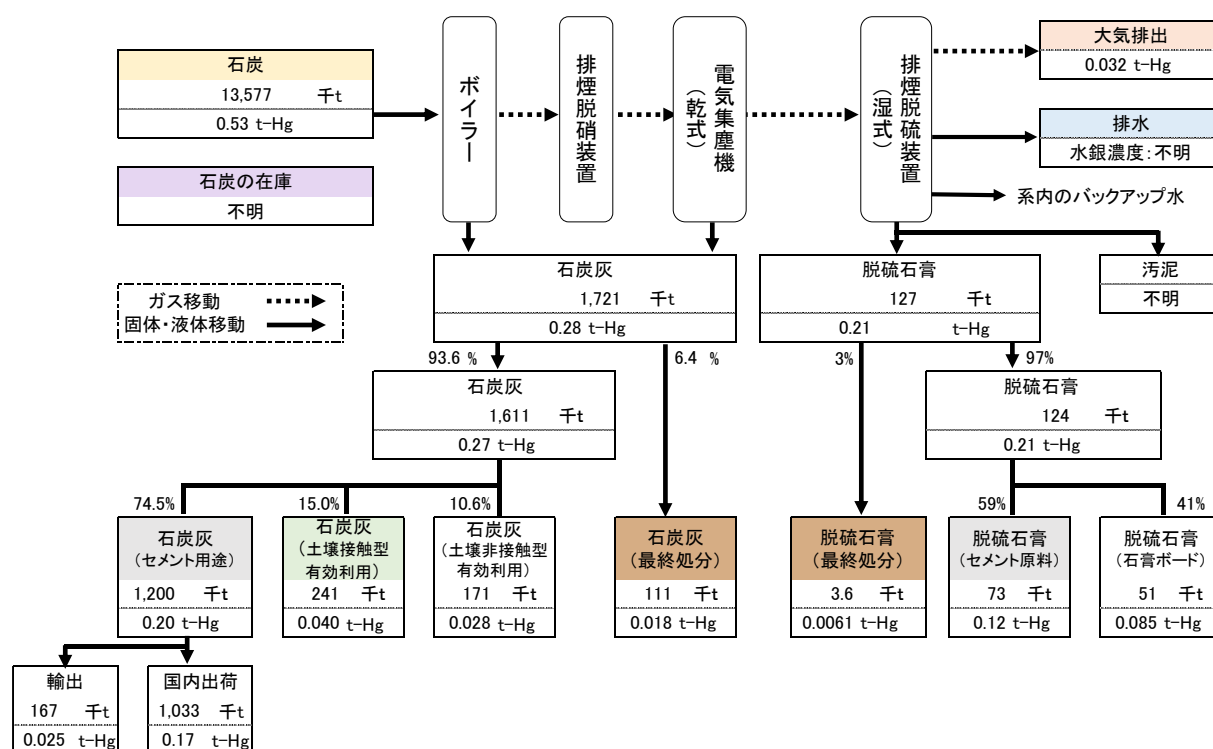 石炭
13,577 千t
0.53 t-Hg
石炭の在庫
不明
ボイラー
排煙脱硝装置
電気集塵機
（乾式）
排煙脱硫装置
（湿式）
大気排出
0.032 t-Hg
排水
水銀濃度：不明
系内のバックアップ水
ガス移動
固体・液体移動
石炭灰
1,721 千t
0.28 t-Hg
脱硫石膏
127 千t
0.21 t-Hg
汚泥
不明
93.6 %
6.4 %
3%
97%
石炭灰
1,611 千t
0.27 t-Hg
脱硫石膏
124 千t
0.21 t-Hg
74.5%
15.0%
10.6%
59%
41%
石炭灰
（セメント用途）
1,200 千t
0.20 t-Hg
石炭灰
（土壌接触型
有効利用）
241 千t
0.040 t-Hg
石炭灰
（土壌非接触型
有効利用）
171 千t
0.028 t-Hg
石炭灰
（最終処分）
111 千t
0.018 t-Hg
脱硫石膏
（最終処分）
3.6 千t
0.0061 t-Hg
脱硫石膏
（セメント原料）
73 千t
0.12 t-Hg
脱硫石膏
（石膏ボード）
51 千t
0.085 t-Hg
輸出
167 千t
0.025 t-Hg
国内出荷
1,033 千t
0.17 t-Hg